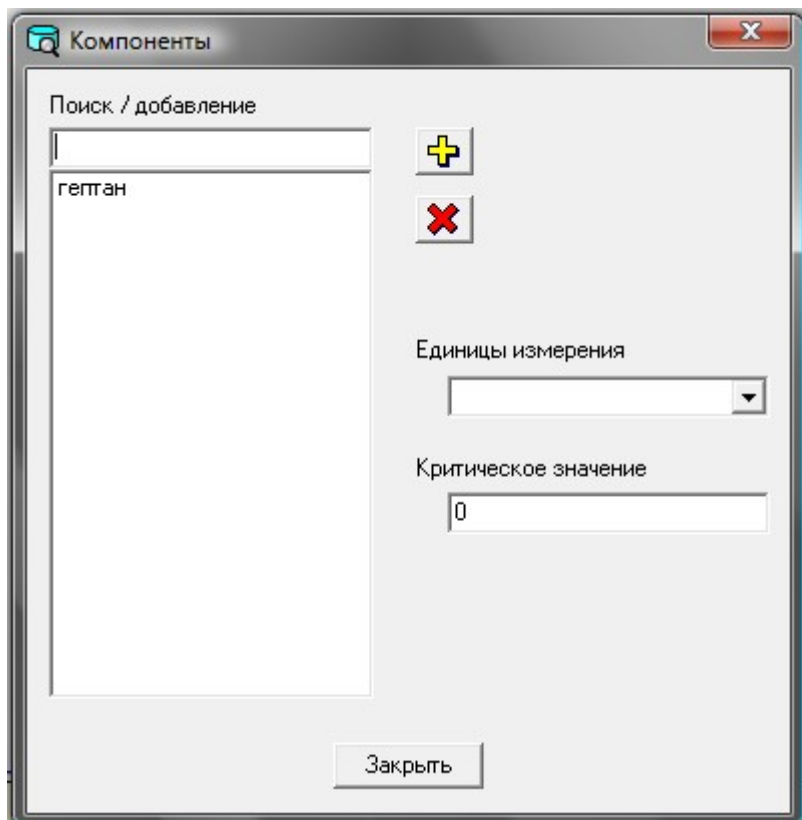 Компоненты
Поиск / добавление
гептан
Единицы измерения
Критическое значение
0
Закрыть